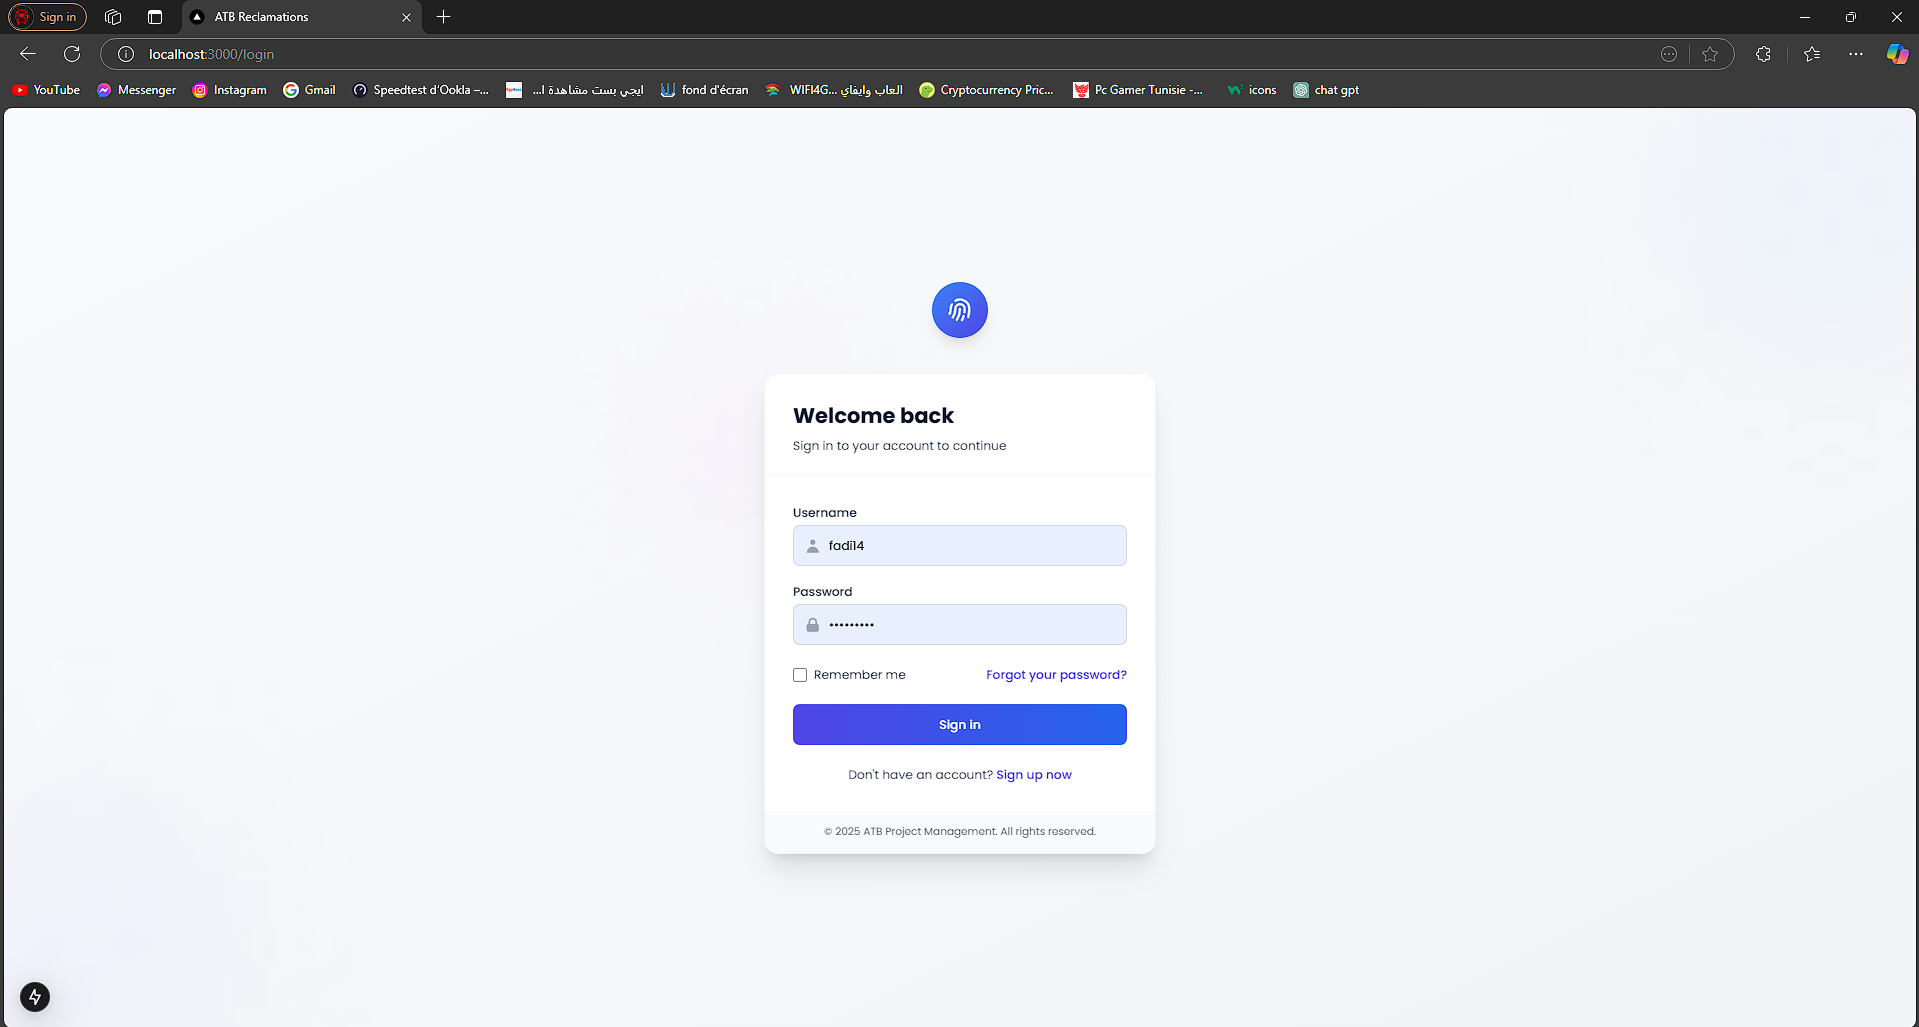 Sign in
ATB Reclamations
localhost:3000/login
YouTube
Messenger
Instagram
Gmail
Speedtest d'Ookla –...
ايجي بست مشاهدة ا...
fond d'écran
WIFI4G... العاب وايفاي
Cryptocurrency Pric...
Pc Gamer Tunisie -...
icons
chat gpt
Welcome back
Sign in to your account to continue
Username
fadi14
Password
•••••••••
Remember me
Forgot your password?
Sign in
Don't have an account? Sign up now
© 2025 ATB Project Management. All rights reserved.